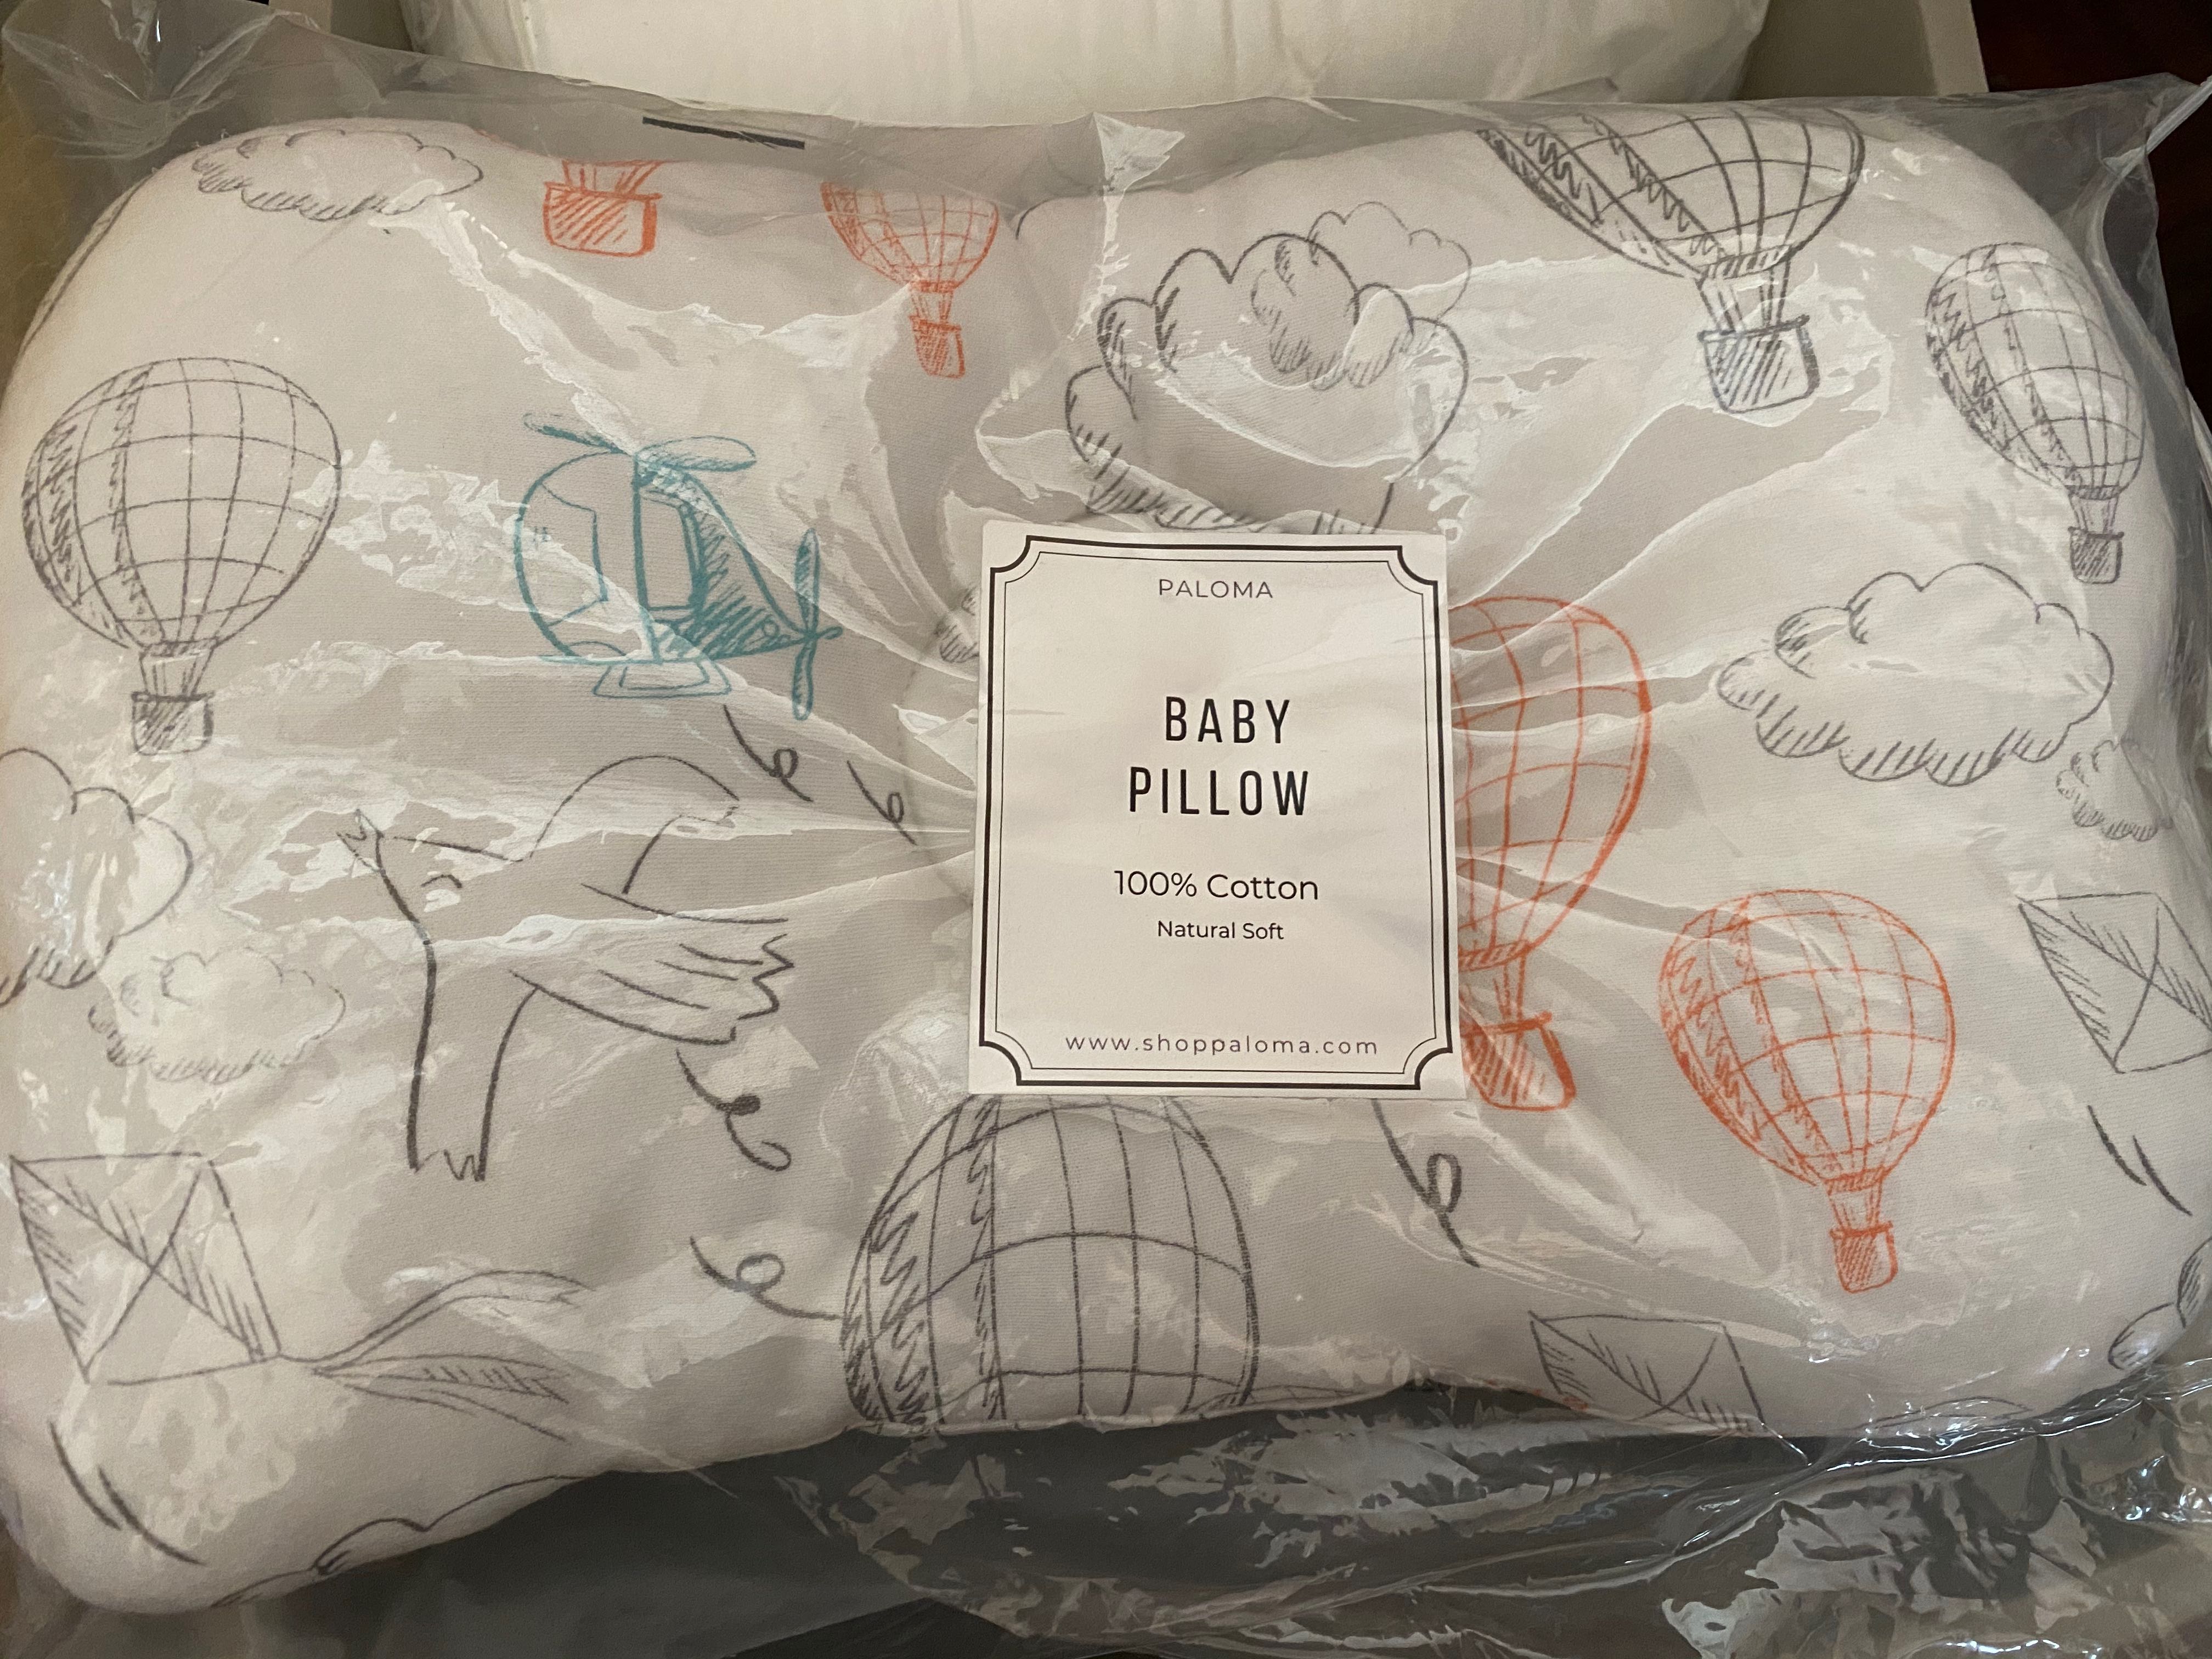 PALOMA
BABY
PILLOW
100% Cotton
Natural Soft
www.shoppaloma.com